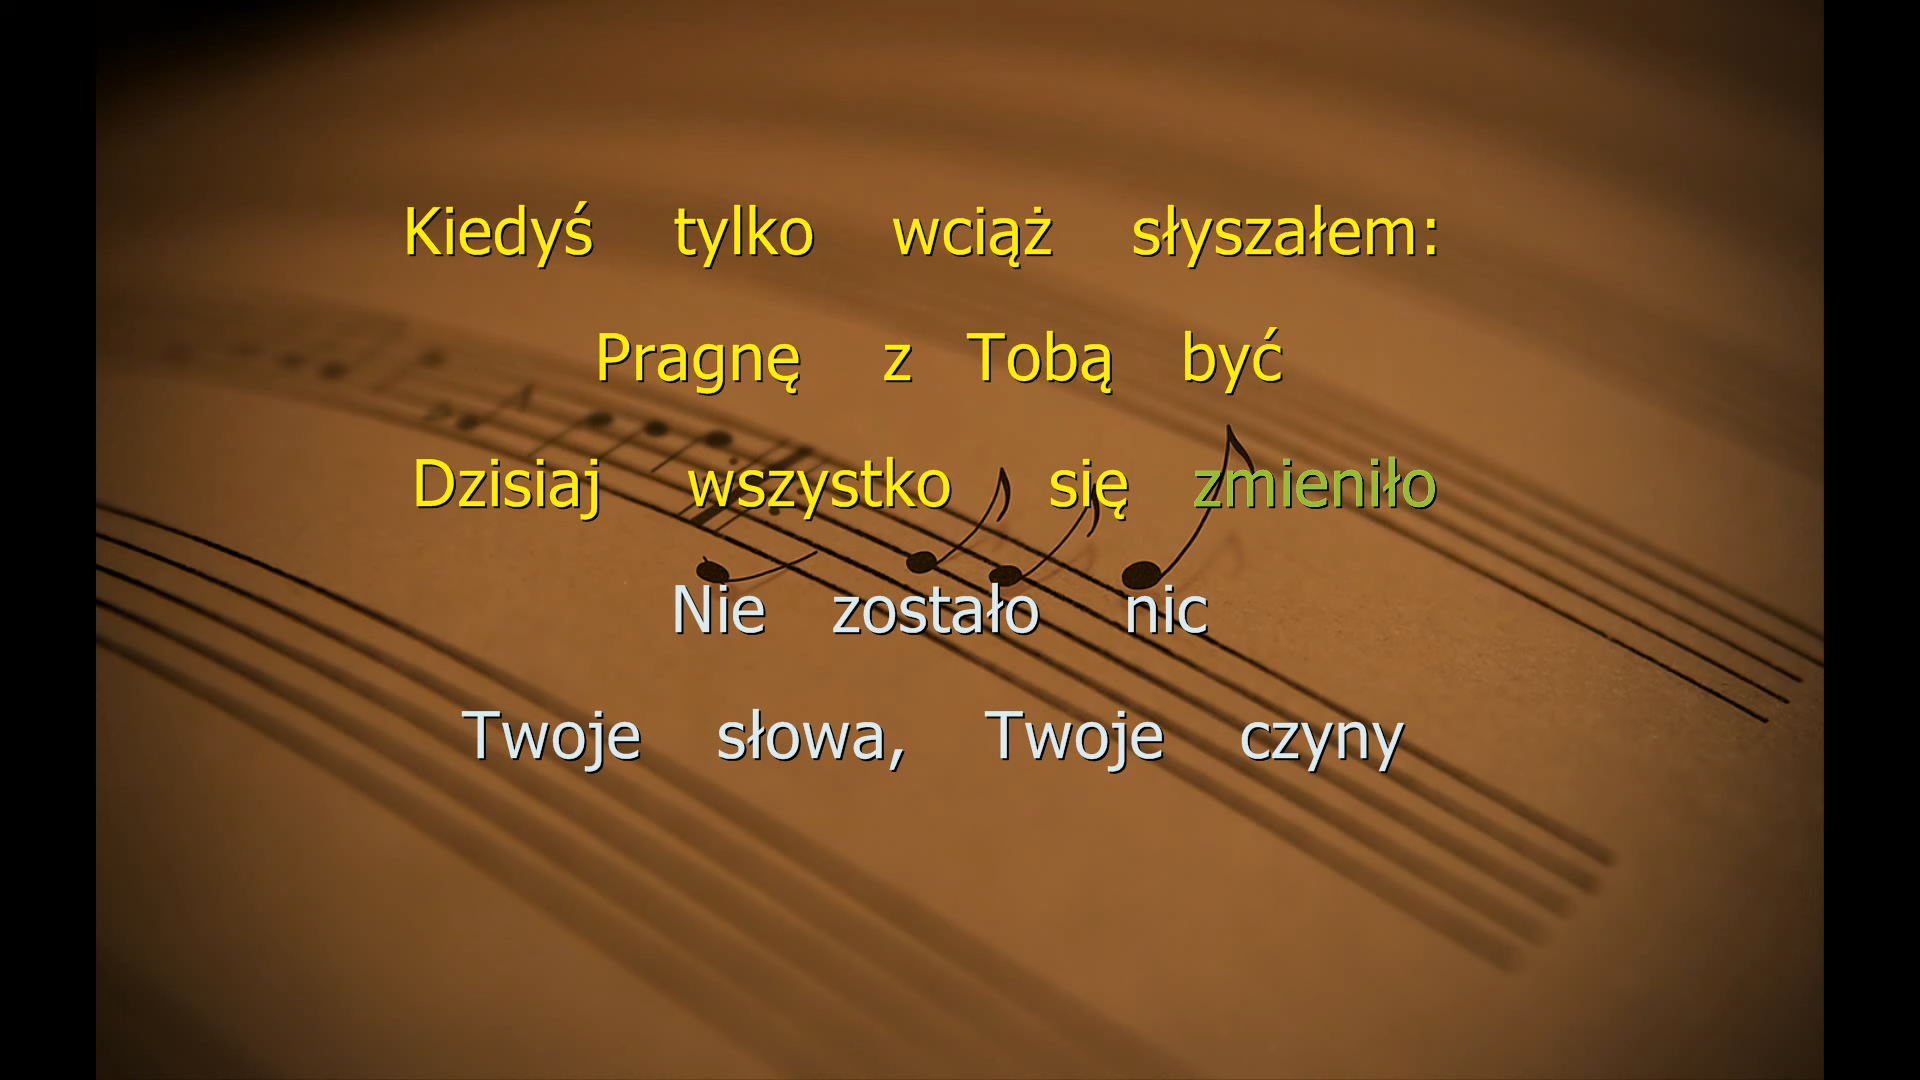 Kiedyś tylko wciąż słyszałem:
Pragnę z Tobą być
Dzisiaj wszystko się zmieniło
Nie zostało nic
Twoje słowa, Twoje czyny